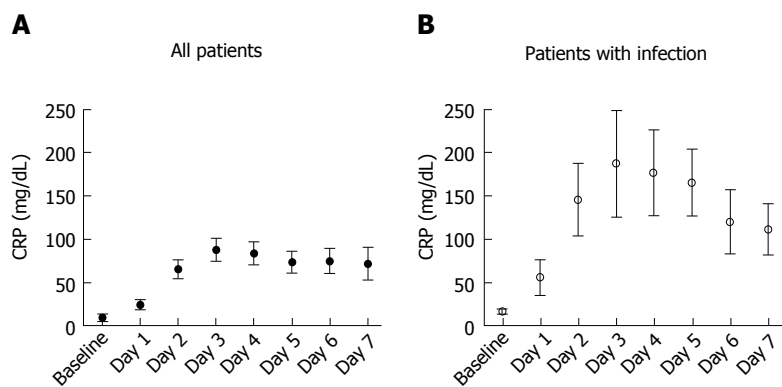 A
All patients
CRP (mg/dL)
250
200
150
100
50
0
Baseline
Day 1
Day 2
Day 3
Day 4
Day 5
Day 6
Day 7
B
Patients with infection
CRP (mg/dL)
250
200
150
100
50
0
Baseline
Day 1
Day 2
Day 3
Day 4
Day 5
Day 6
Day 7